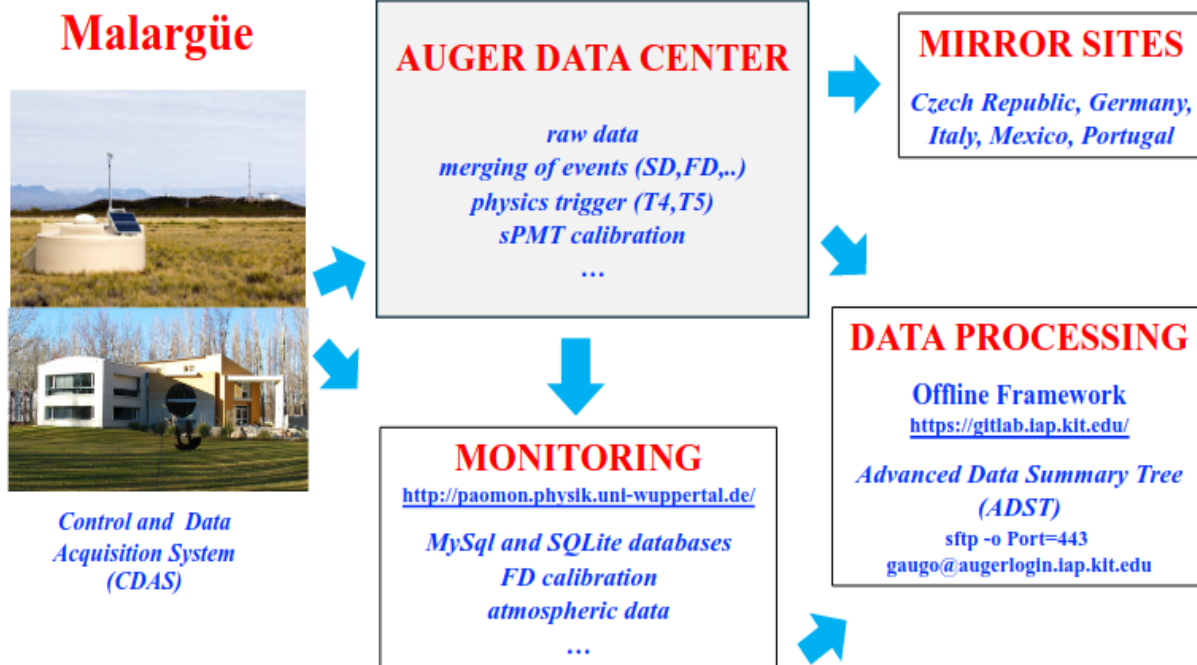 Malargüe
Control and Data
Acquisition System
(CDAS)
AUGER DATA CENTER
raw data
merging of events (SD,FD,..)
physics trigger (T4,T5)
sPMT calibration
...
MONITORING
http://paomon.physik.uni-wuppertal.de/
MySql and SQLite databases
FD calibration
atmospheric data
...
MIRROR SITES
Czech Republic, Germany,
Italy, Mexico, Portugal
DATA PROCESSING
Offline Framework
https://gitlab.iap.kit.edu/
Advanced Data Summary Tree
(ADST)
sftp -o Port=443
gaugo@augerlogin.iap.kit.edu